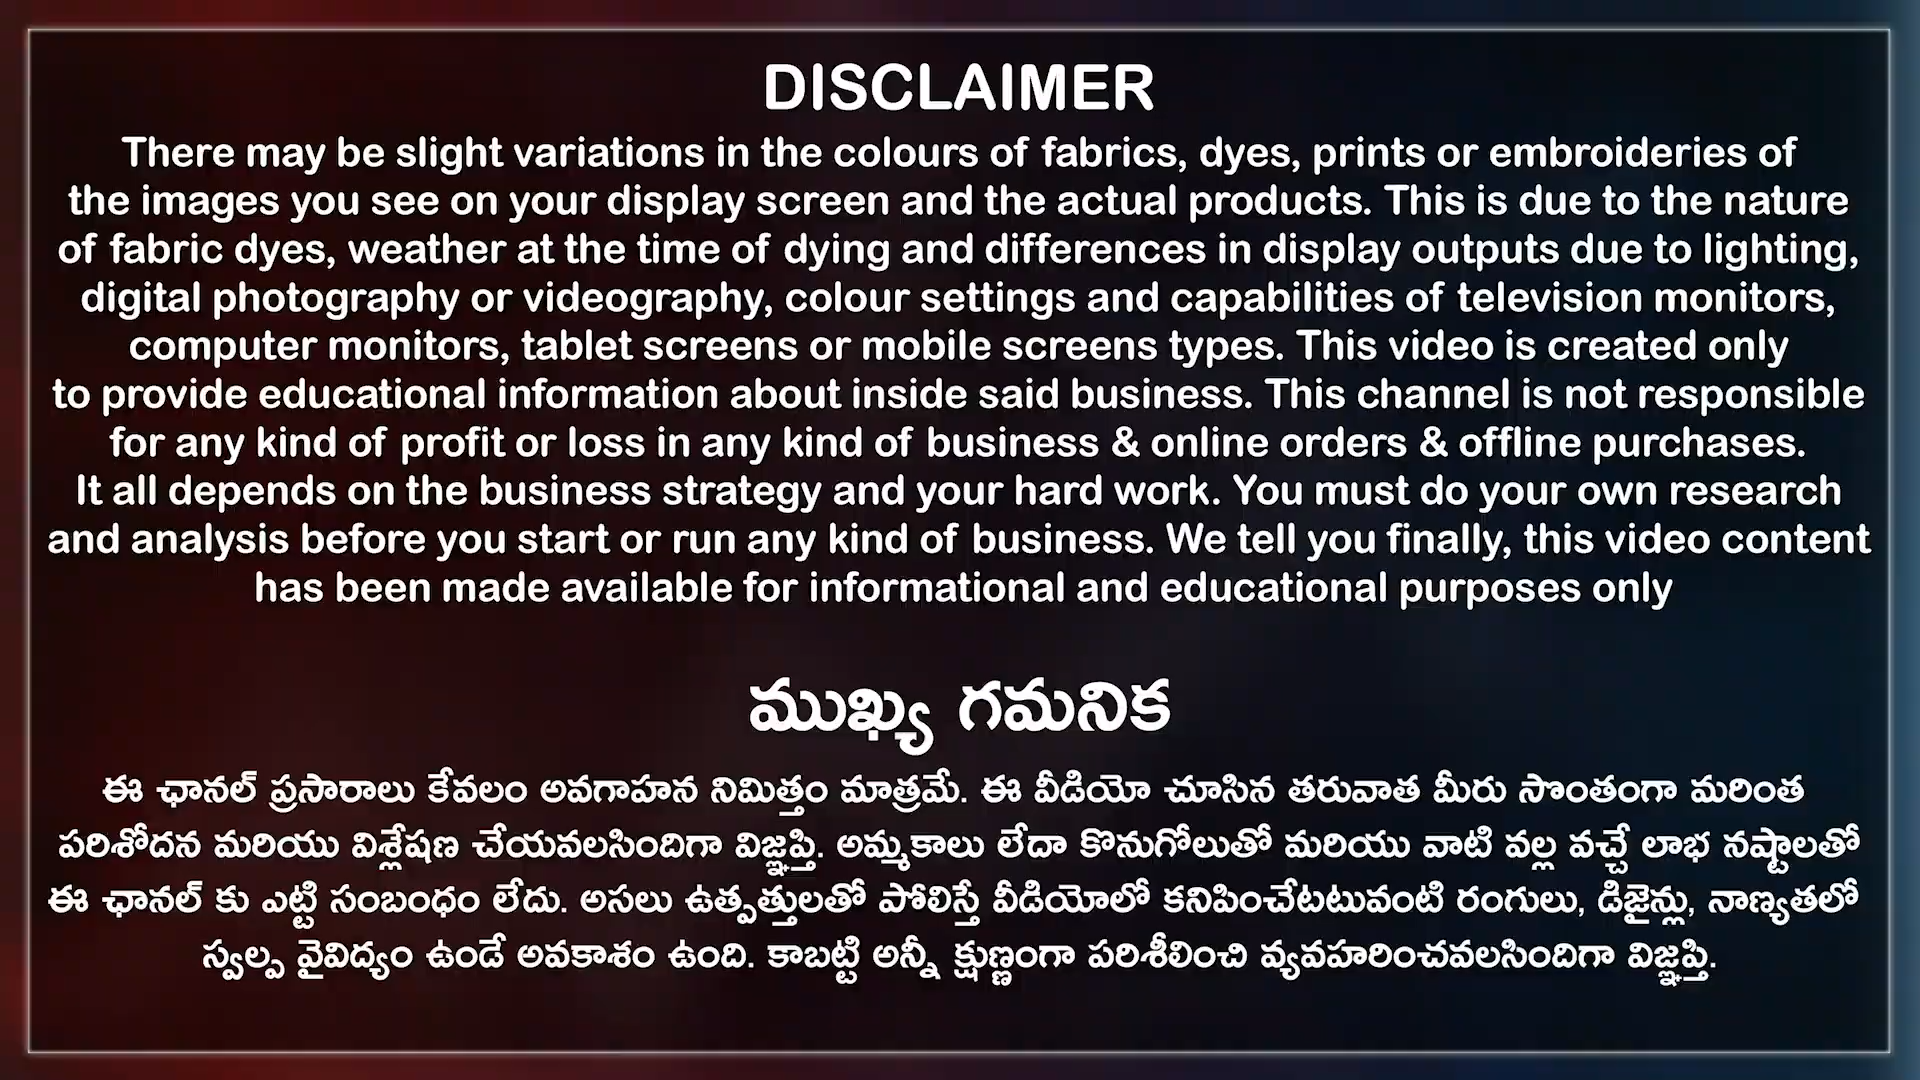 DISCLAIMER
There may be slight variations in the colours of fabrics, dyes, prints or embroideries of
the images you see on your display screen and the actual products. This is due to the nature
of fabric dyes, weather at the time of dying and differences in display outputs due to lighting,
digital photography or videography, colour settings and capabilities of television monitors,
computer monitors, tablet screens or mobile screens types. This video is created only
to provide educational information about inside said business. This channel is not responsible
for any kind of profit or loss in any kind of business & online orders & offline purchases.
It all depends on the business strategy and your hard work. You must do your own research
and analysis before you start or run any kind of business. We tell you finally, this video content
has been made available for informational and educational purposes only
ముఖ్య గమనిక
ఈ ఛానల్ ప్రసారాలు కేవలం అవగాహన నిమిత్తం మాత్రమే. ఈ వీడియో చూసిన తరువాత మీరు సొంతంగా మరింత
పరిశోదన మరియు విశ్లేషణ చేయవలసిందిగా విజ్ఞప్తి. అమ్మకాలు లేదా కొనుగోలుతో మరియు వాటి వల్ల వచ్చే లాభ నష్టాలతో
ఈ ఛానల్ కు ఎట్టి సంబంధం లేదు. అసలు ఉత్పత్తులతో పోలిస్తే వీడియోలో కనిపించేటటువంటి రంగులు, డిజైన్లు, నాణ్యతలో
స్వల్ప వైవిద్యం ఉండే అవకాశం ఉంది. కాబట్టి అన్నీ క్షుణ్ణంగా పరిశీలించి వ్యవహరించవలసిందిగా విజ్ఞప్తి.